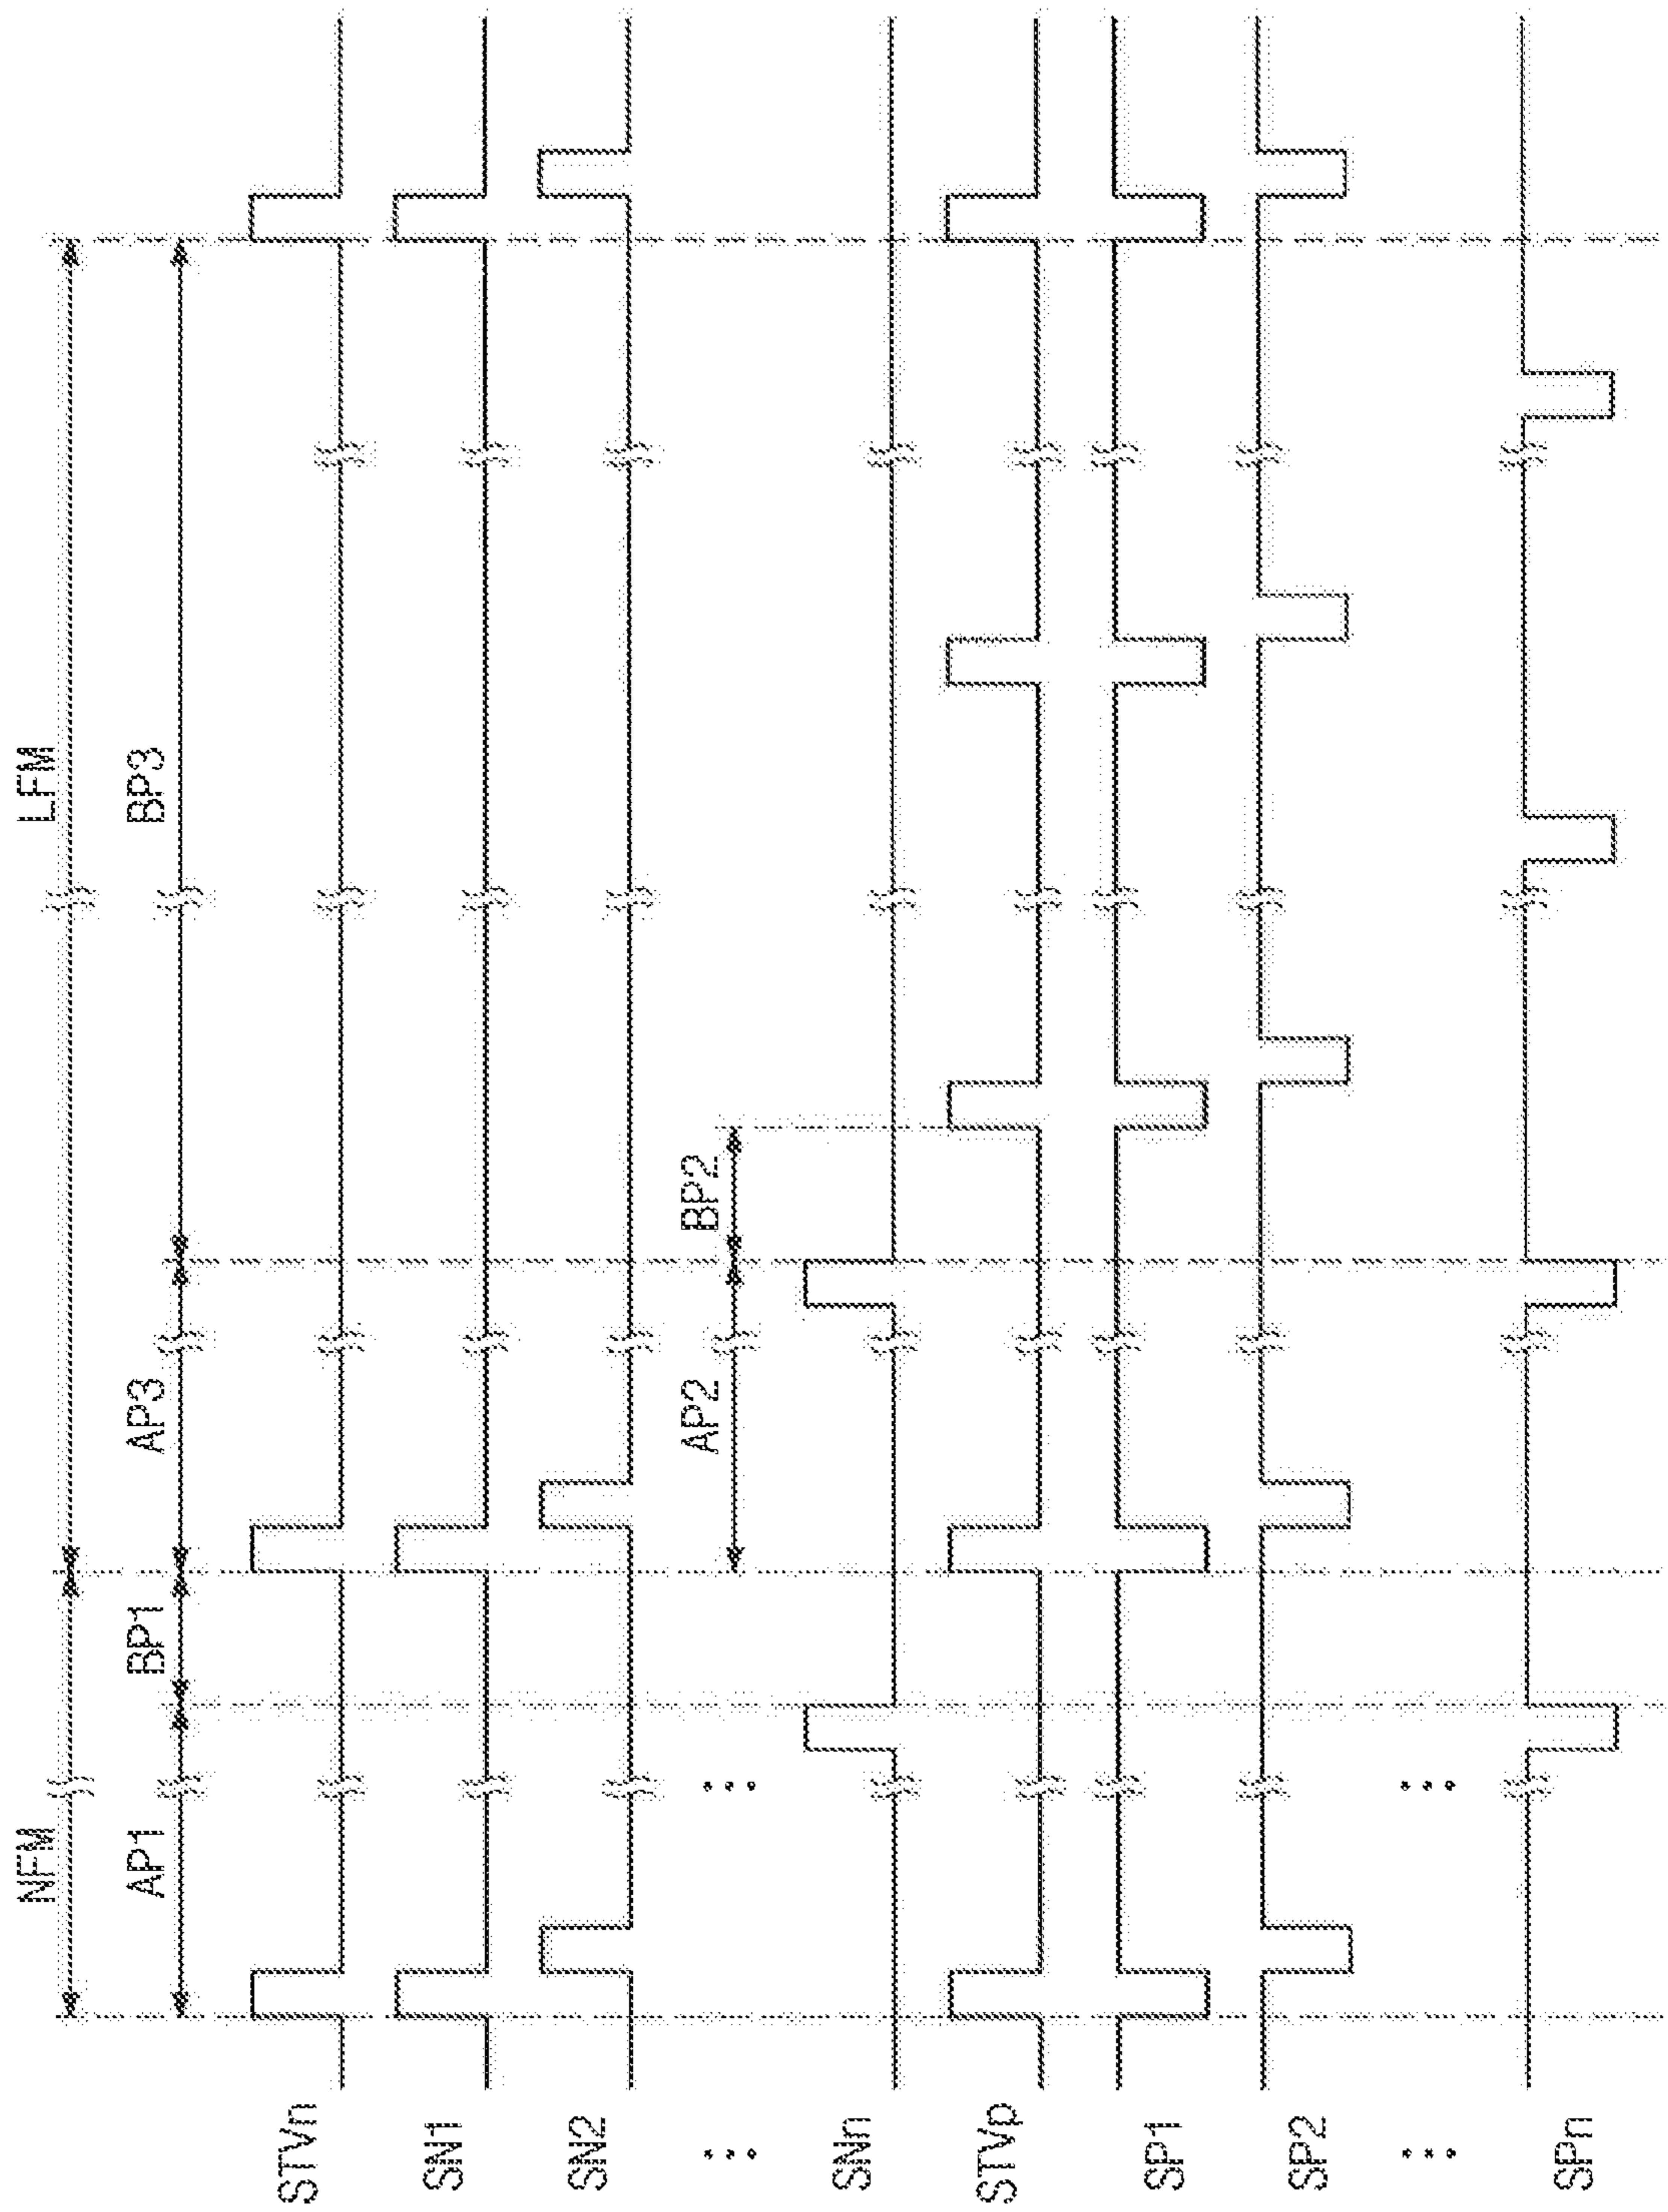 NFM
LFM
AP1
BP1
AP3
BP3
STVn
SN1
SN2
AP2
BP2
...
...
SNn
STVp
SP1
SP2
...
...
SPn